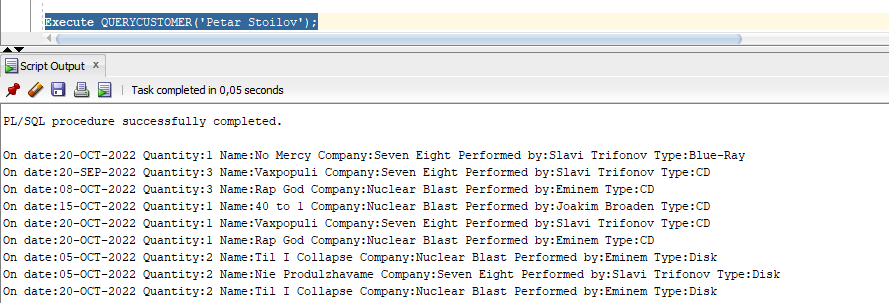 Execute QUERYCUSTOMER('Petar Stoilov');
Script Output x
Task completed in 0,05 seconds
PL/SQL procedure successfully completed.
On date:20-OCT-2022 Quantity:1 Name:No Mercy Company:Seven Eight Performed by:Slavi Trifonov Type:Blue-Ray
On date:20-SEP-2022 Quantity:3 Name:Vaxpopuli Company:Seven Eight Performed by:Slavi Trifonov Type:CD
On date:08-OCT-2022 Quantity:3 Name:Rap God Company:Nuclear Blast Performed by:Eminem Type:CD
On date:15-OCT-2022 Quantity:1 Name:40 to 1 Company:Nuclear Blast Performed by:Joakim Broaden Type:CD
On date:20-OCT-2022 Quantity:1 Name:Vaxpopuli Company:Seven Eight Performed by:Slavi Trifonov Type:CD
On date:20-OCT-2022 Quantity:1 Name:Rap God Company:Nuclear Blast Performed by:Eminem Type:CD
On date:05-OCT-2022 Quantity:2 Name:Til I Collapse Company:Nuclear Blast Performed by:Eminem Type:Disk
On date:05-OCT-2022 Quantity:2 Name:Nie Produlzhavame Company:Seven Eight Performed by:Slavi Trifonov Type:Disk
On date:20-OCT-2022 Quantity:2 Name:Til I Collapse Company:Nuclear Blast Performed by:Eminem Type:Disk